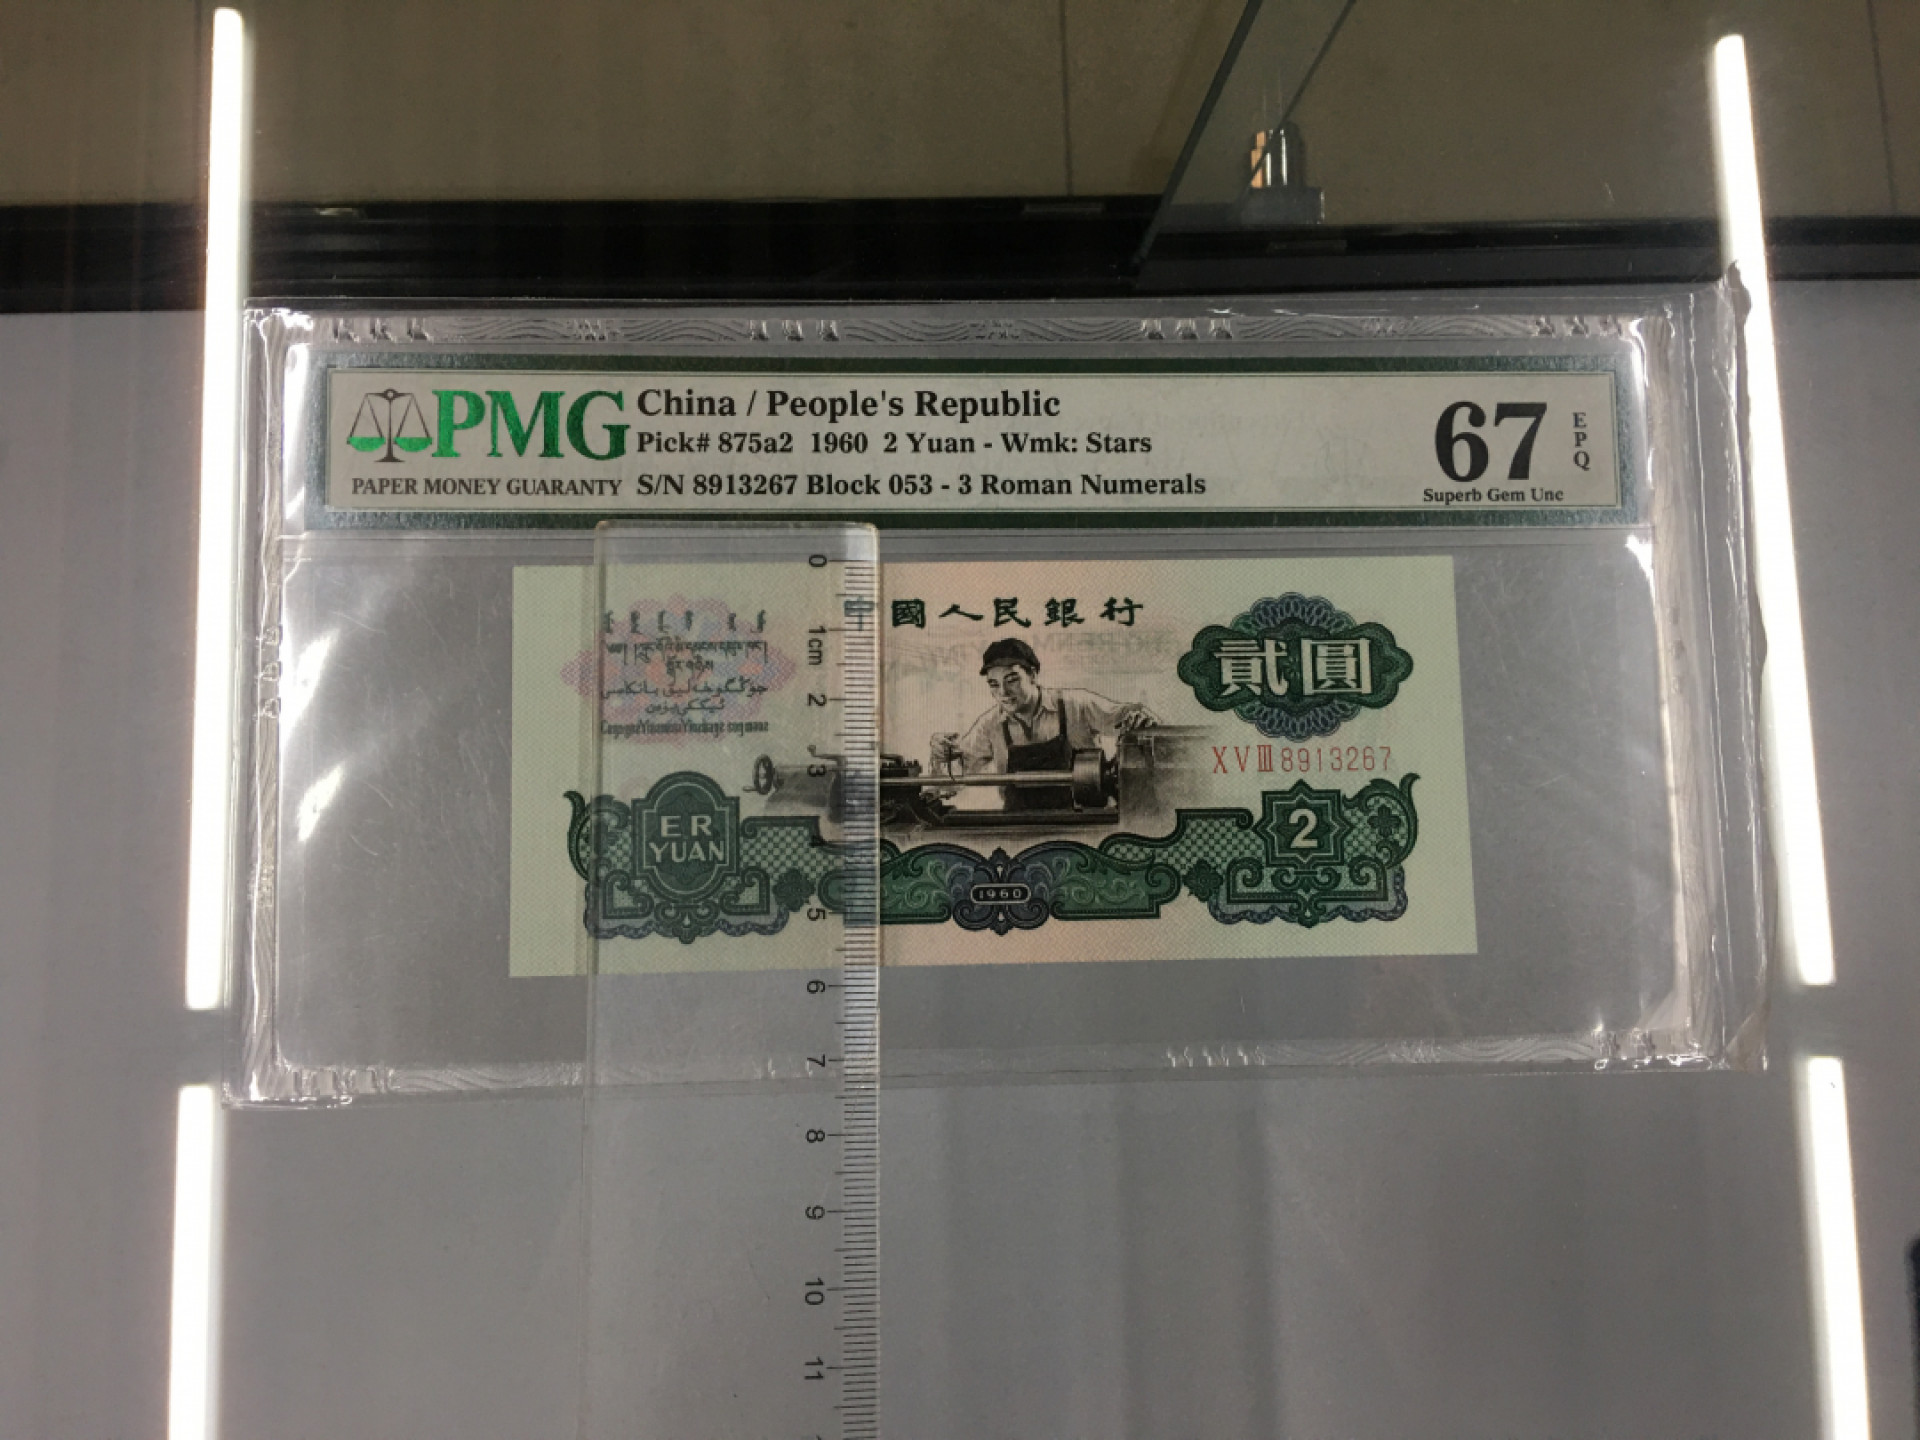 PMG
PAPER MONEY GUARANTY
China / People's Republic
Pick# 875a2 1960 2 Yuan - Wmk: Stars
S/N 8913267 Block 053 - 3 Roman Numerals
67
EPQ
Superb Gem Unc
中國人民銀行
貳圓
XVIII8913267
ER
YUAN
1960
2
0
1cm
2
3
4
5
6
7
8
9
10
11